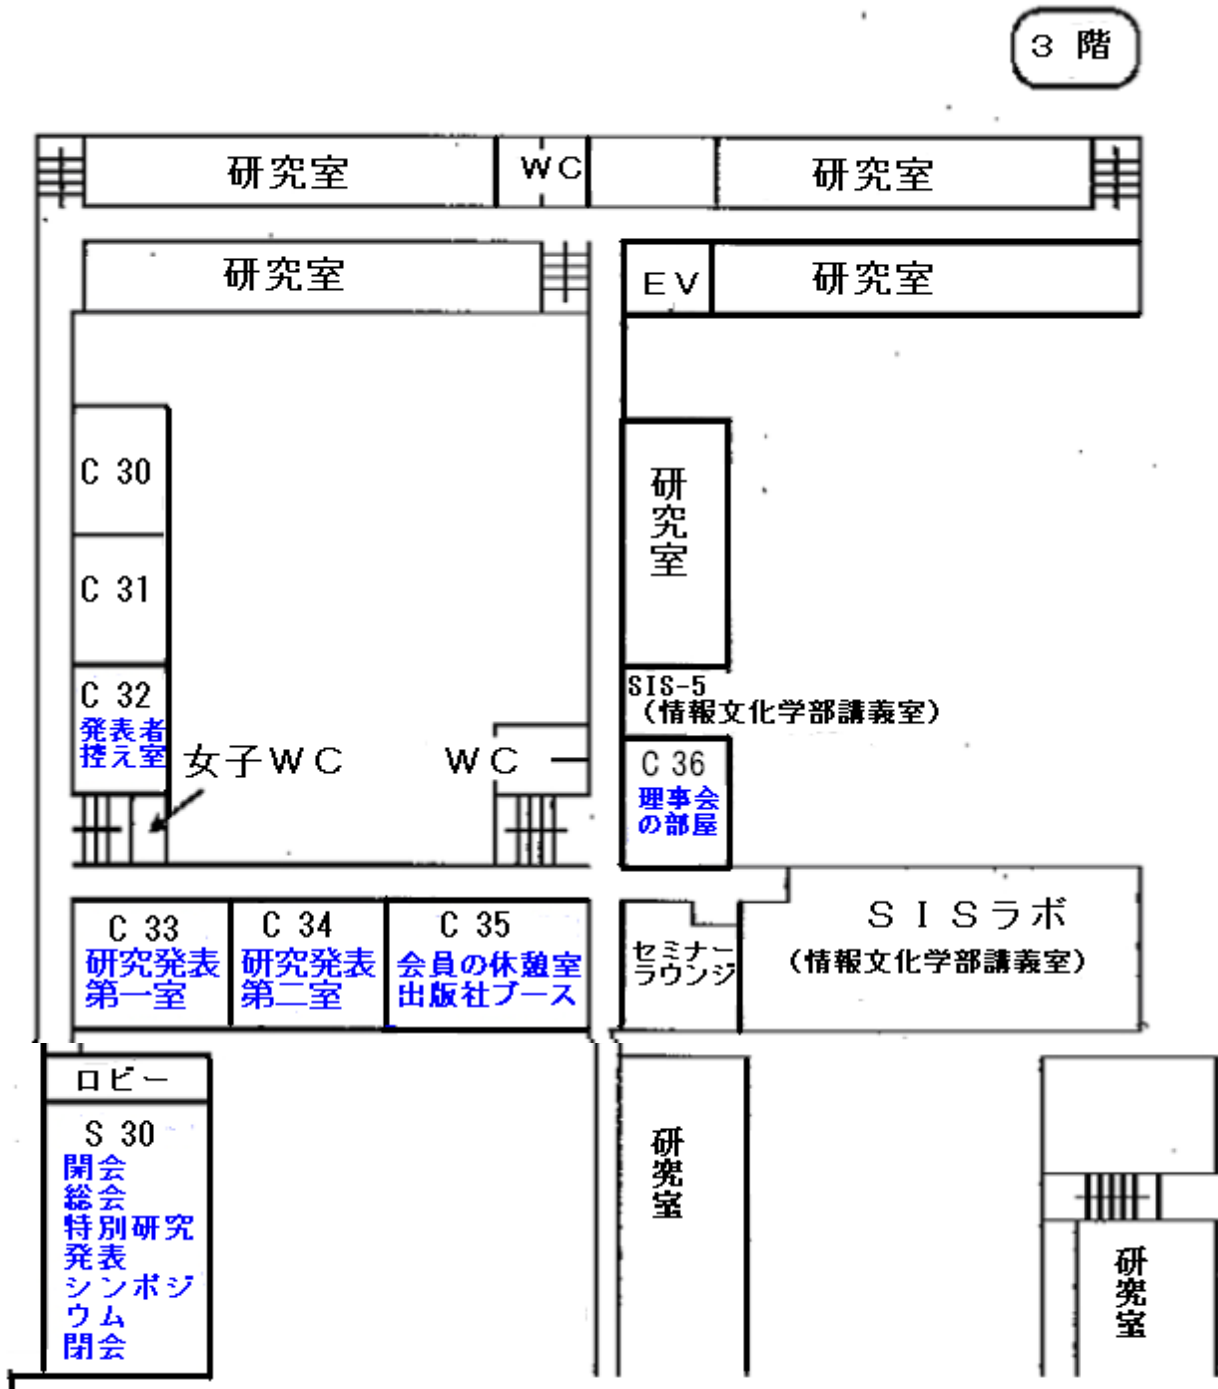 ３ 階
研究室
ＷＣ
研究室
研究室
ＥＶ
研究室
C 30
研究室
C 31
C 32
発表者
控え室
女子ＷＣ
ＷＣ
SIS-5
（情報文化学部講義室）
C 36
理事会
の部屋
C 33
研究発表
第一室
C 34
研究発表
第二室
C 35
会員の休憩室
出版社ブース
セミナー
ラウンジ
ＳＩＳラボ
（情報文化学部講義室）
ロビー
S 30
開会
総会
特別研究
発表
シンポジ
ウム
閉会
研究室
研究室